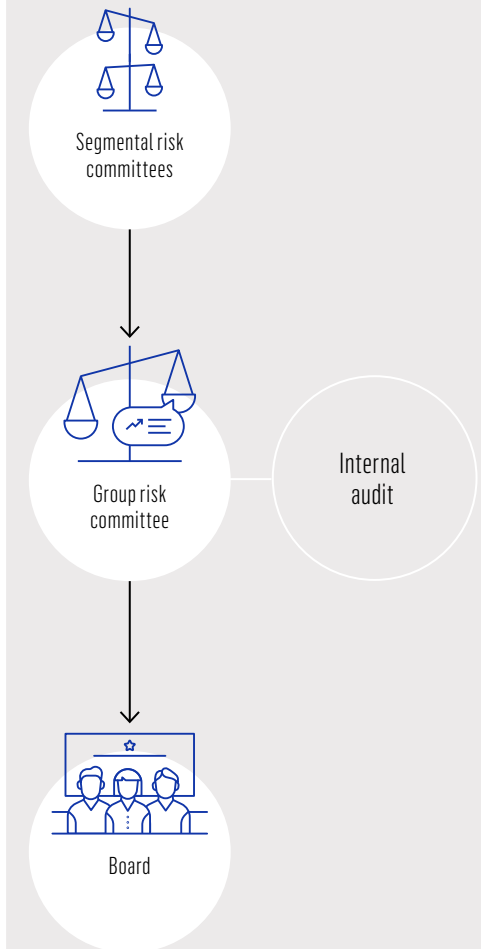 Segmental risk
committees
Group risk
committee
Internal
audit
Board